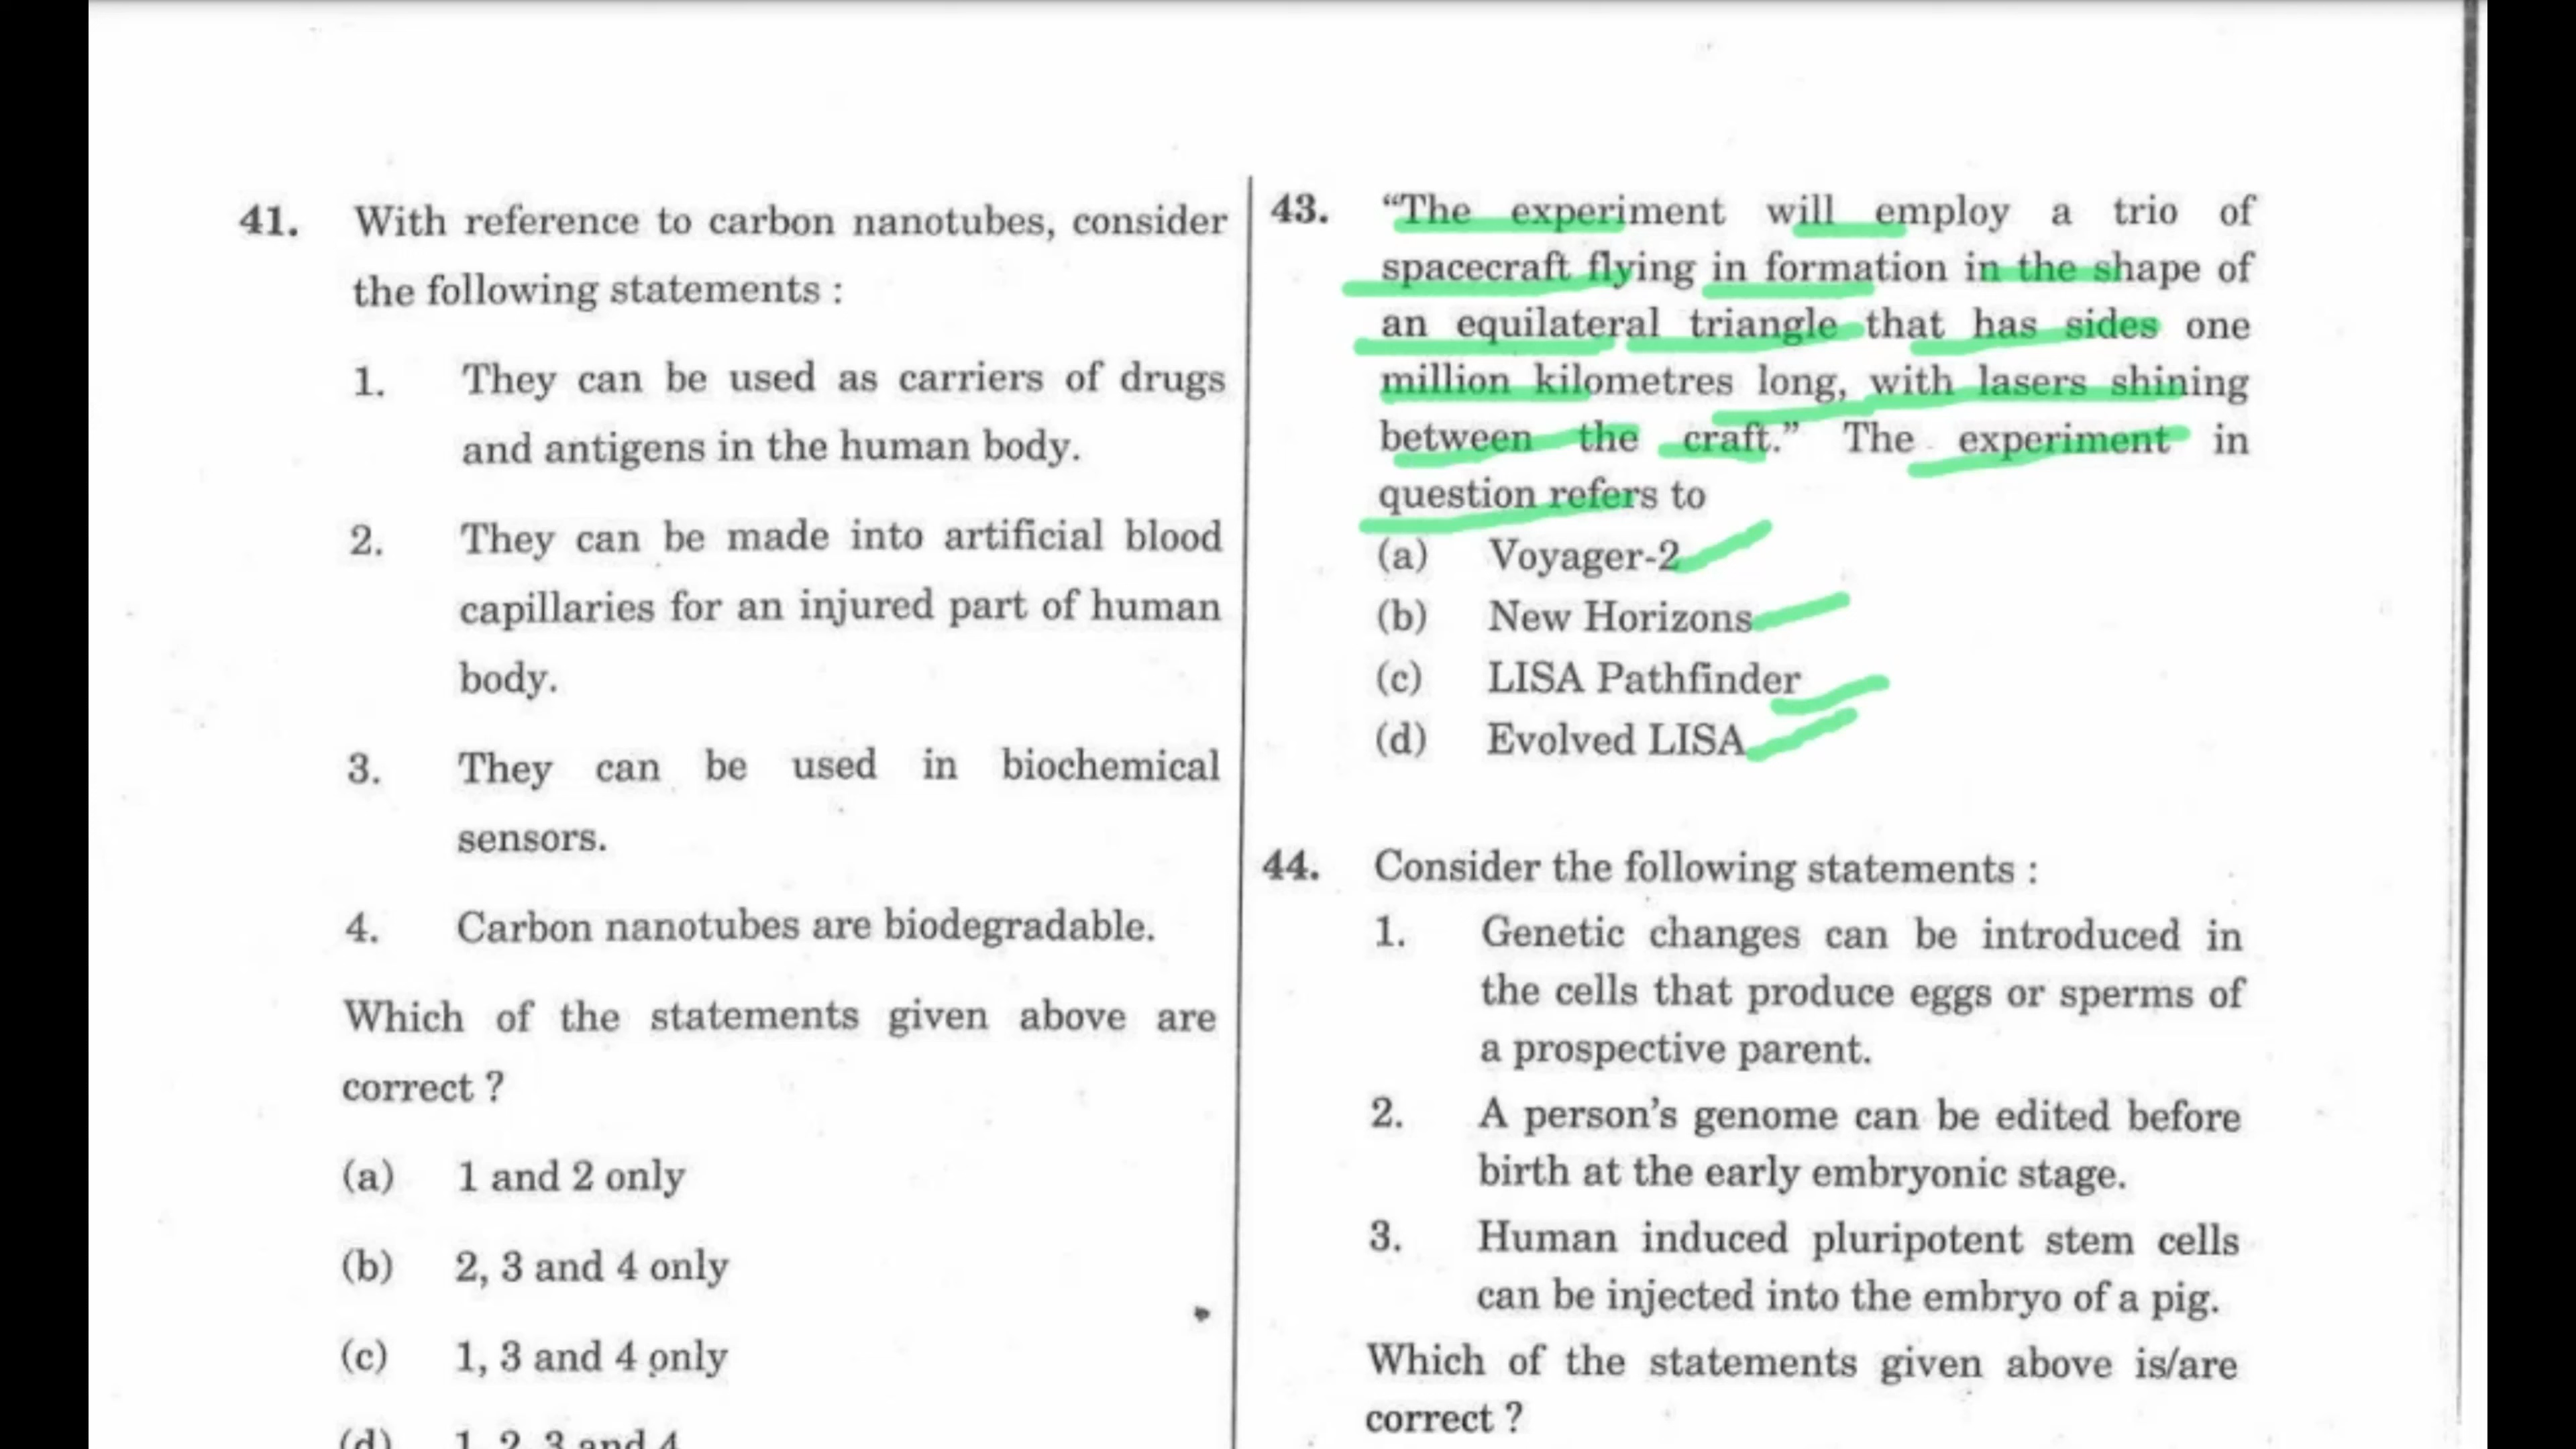 41. With reference to carbon nanotubes, consider
the following statements :
1. They can be used as carriers of drugs
and antigens in the human body.
2. They can be made into artificial blood
capillaries for an injured part of human
body.
3. They can be used in biochemical
sensors.
4. Carbon nanotubes are biodegradable.
Which of the statements given above are
correct ?
(a) 1 and 2 only
(b) 2, 3 and 4 only
(c) 1, 3 and 4 only
(d) 1, 2, 3 and 4
43. “The experiment will employ a trio of
spacecraft flying in formation in the shape of
an equilateral triangle that has sides one
million kilometres long, with lasers shining
between the craft.” The experiment in
question refers to
(a) Voyager-2
(b) New Horizons
(c) LISA Pathfinder
(d) Evolved LISA
44. Consider the following statements :
1. Genetic changes can be introduced in
the cells that produce eggs or sperms of
a prospective parent.
2. A person’s genome can be edited before
birth at the early embryonic stage.
3. Human induced pluripotent stem cells
can be injected into the embryo of a pig.
Which of the statements given above is/are
correct ?